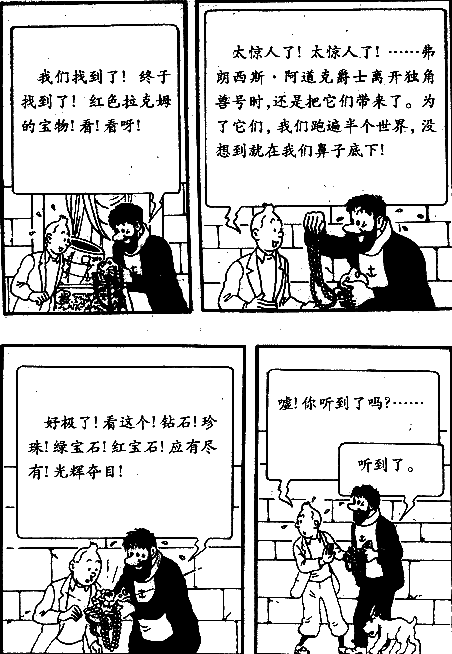 我们找到了！终于
找到了！红色拉克姆
的宝物！看！看呀！
太惊人了！太惊人了！……弗
朗西斯·阿道克爵士离开独角
兽号时，还是把它们带来了。为
了它们，我们跑遍半个世界，没
想到就在我们鼻子底下！
好极了！看这个！钻石！珍
珠！绿宝石！红宝石！应有尽
有！光辉夺目！
嘘！你听到了吗？……
听到了。